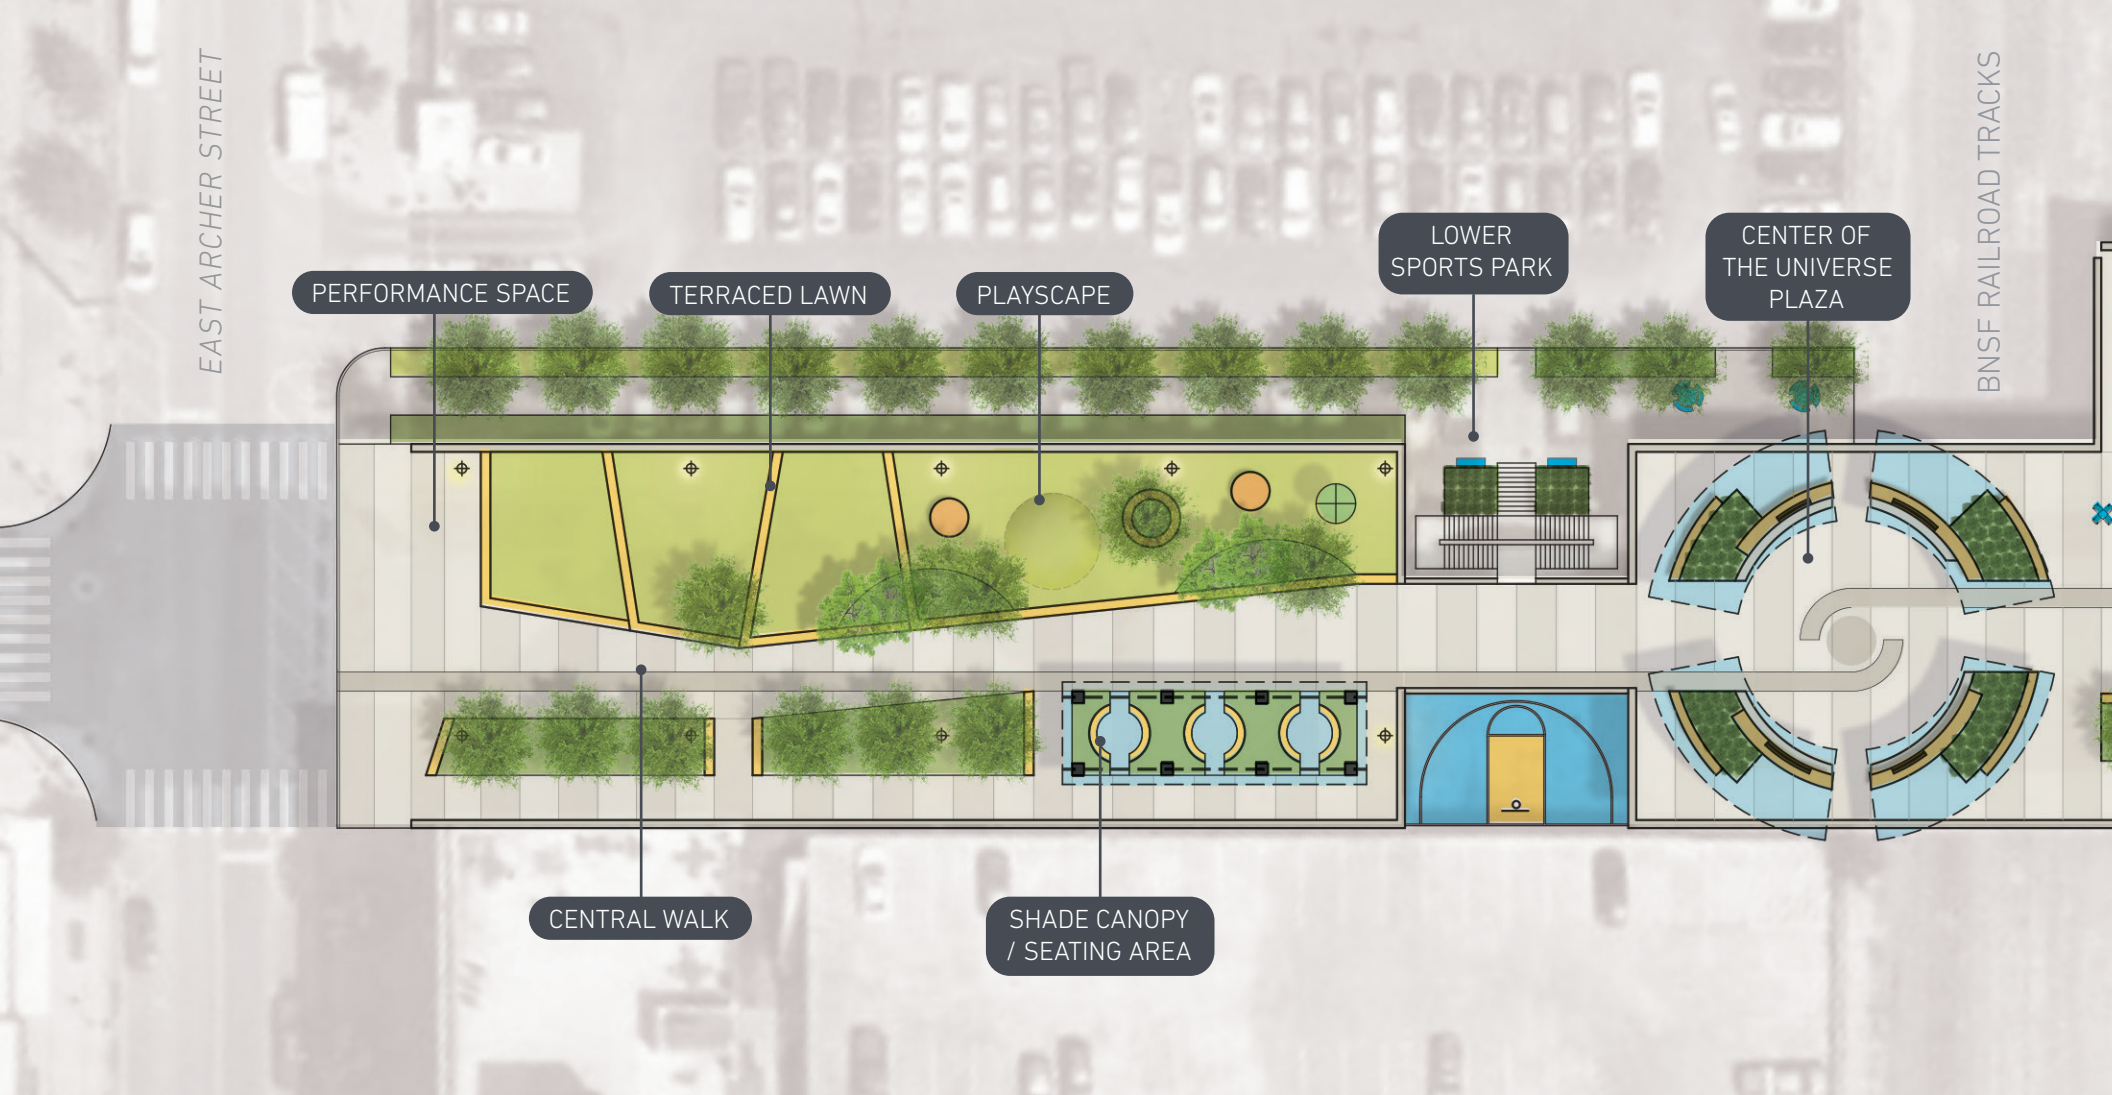 EAST ARCHER STREET
PERFORMANCE SPACE
TERRACED LAWN
PLAYSCAPE
LOWER
SPORTS PARK
CENTER OF
THE UNIVERSE
PLAZA
BNSF RAILROAD TRACKS
CENTRAL WALK
SHADE CANOPY
/ SEATING AREA